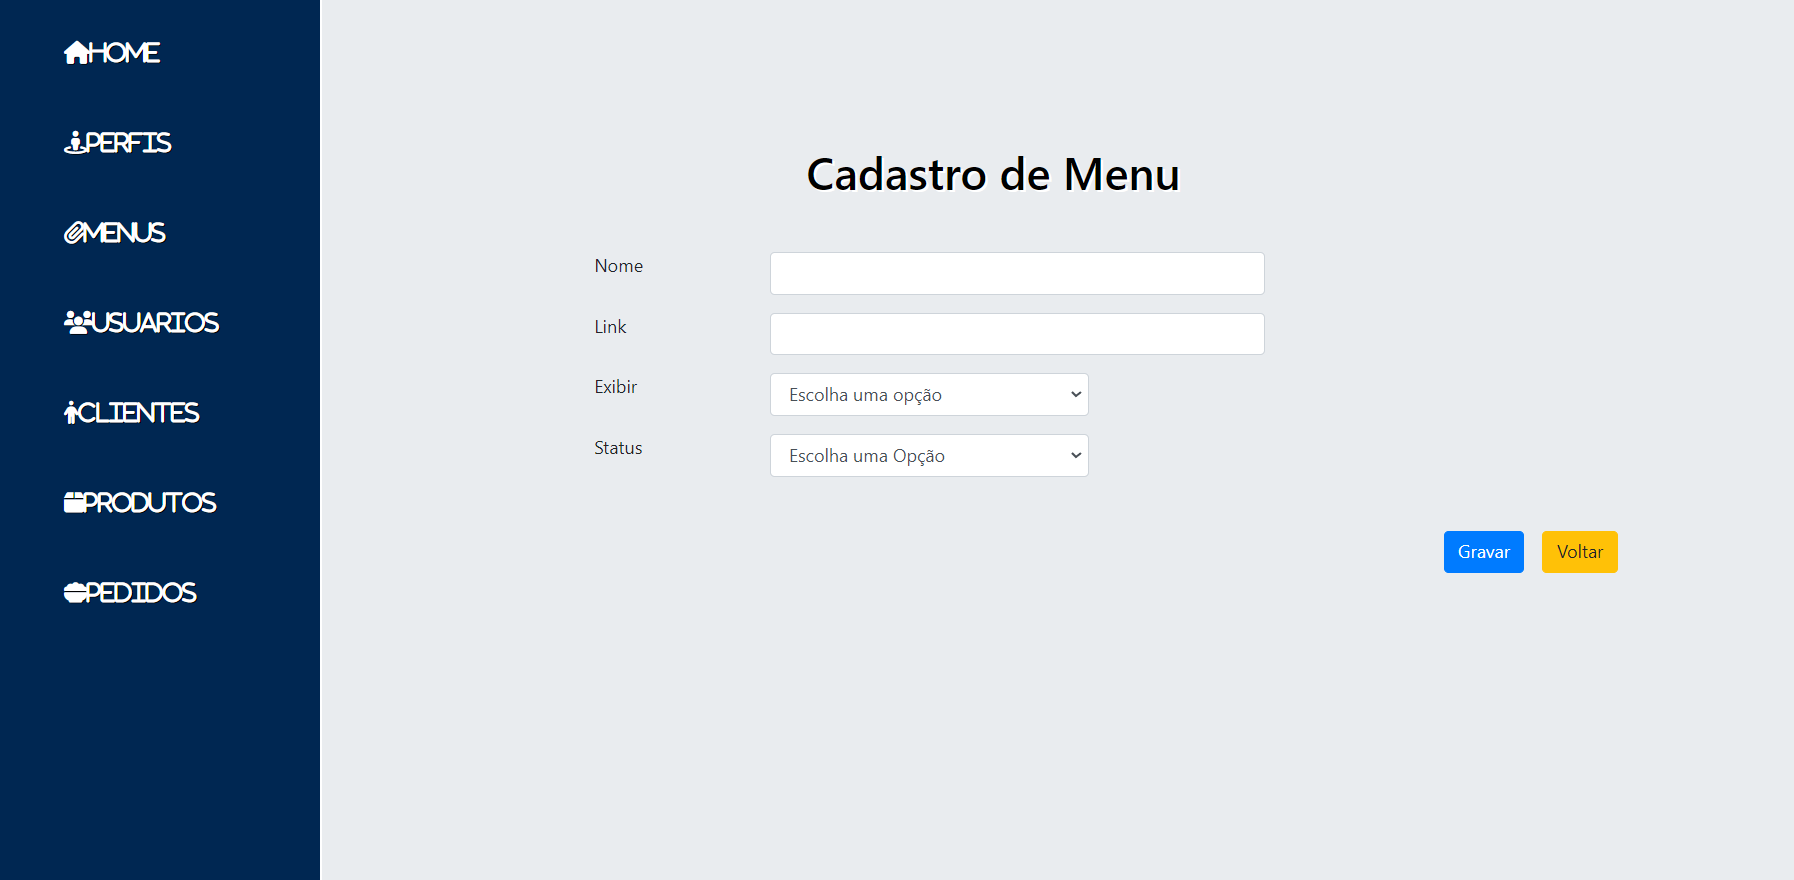 HOME
PERFIS
MENUS
USUARIOS
CLIENTES
PRODUTOS
PEDIDOS
Cadastro de Menu
Nome
Link
Exibir
Escolha uma opção
Status
Escolha uma Opção
Gravar
Voltar